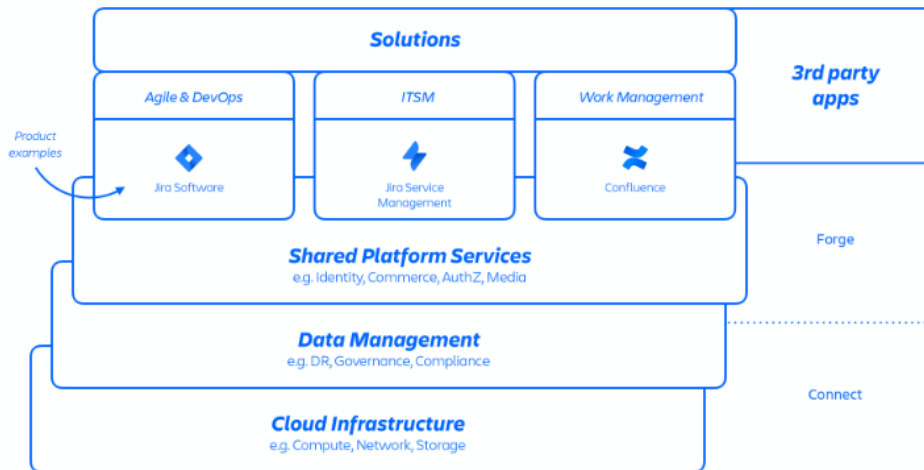 Solutions
3rd party
apps
Agile & DevOps
ITSM
Work Management
Product
examples
Jira Software
Jira Service
Management
Confluence
Shared Platform Services
e.g. Identity, Commerce, AuthZ, Media
Forge
Data Management
e.g. DR, Governance, Compliance
Connect
Cloud Infrastructure
e.g. Compute, Network, Storage